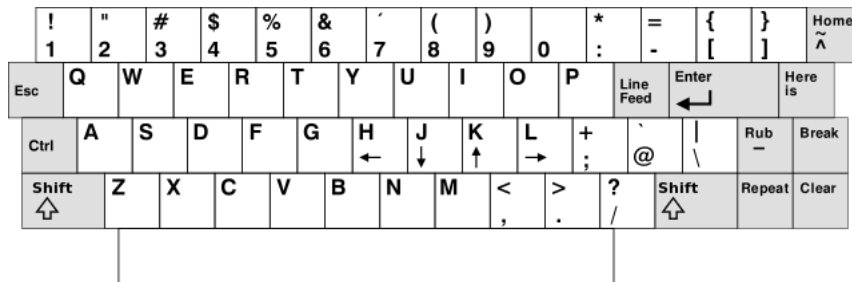 ! " # $ % & ´ ( ) * = { } Home
1 2 3 4 5 6 7 8 9 0 : - [ ] ~ ^
Esc Q W E R T Y U I O P Line Feed Enter Here is
Ctrl A S D F G H J K L + ` | Rub Break
← ↓ ↑ → ; @ \ _
Shift Z X C V B N M < > ? Shift Repeat Clear
, . /